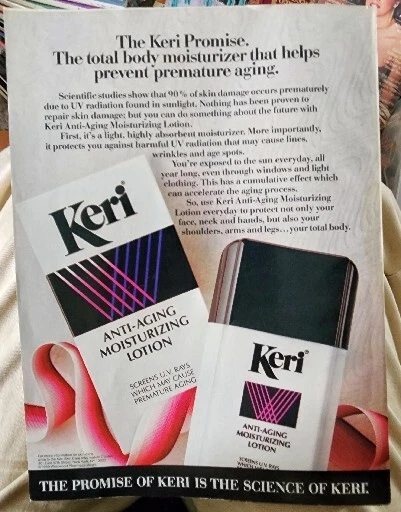 The Keri Promise.
The total body moisturizer that helps
prevent premature aging.
Scientific studies show that 90% of skin damage occurs prematurely
due to UV radiation found in sunlight. Nothing has been proven to
repair skin damage: but you can do something about the future with
Keri Anti-Aging Moisturizing Lotion.
First, it's a light, highly absorbent moisturizer. More importantly,
it protects you against harmful UV radiation that may cause lines,
wrinkles and age spots.
You're exposed to the sun everyday, all
year long, even through windows and light
clothing. This has a cumulative effect which
can accelerate the aging process.
So, use Keri Anti-Aging Moisturizing
Lotion everyday to protect not only your
face, neck and hands, but also your
shoulders, arms and legs...your total body.
Keri®
ANTI-AGING
MOISTURIZING
LOTION
SCREENS U.V. RAYS
WHICH MAY CAUSE
PREMATURE AGING
Keri®
ANTI-AGING
MOISTURIZING
LOTION
SCREENS U.V. RAYS
THE PROMISE OF KERI IS THE SCIENCE OF KERI.